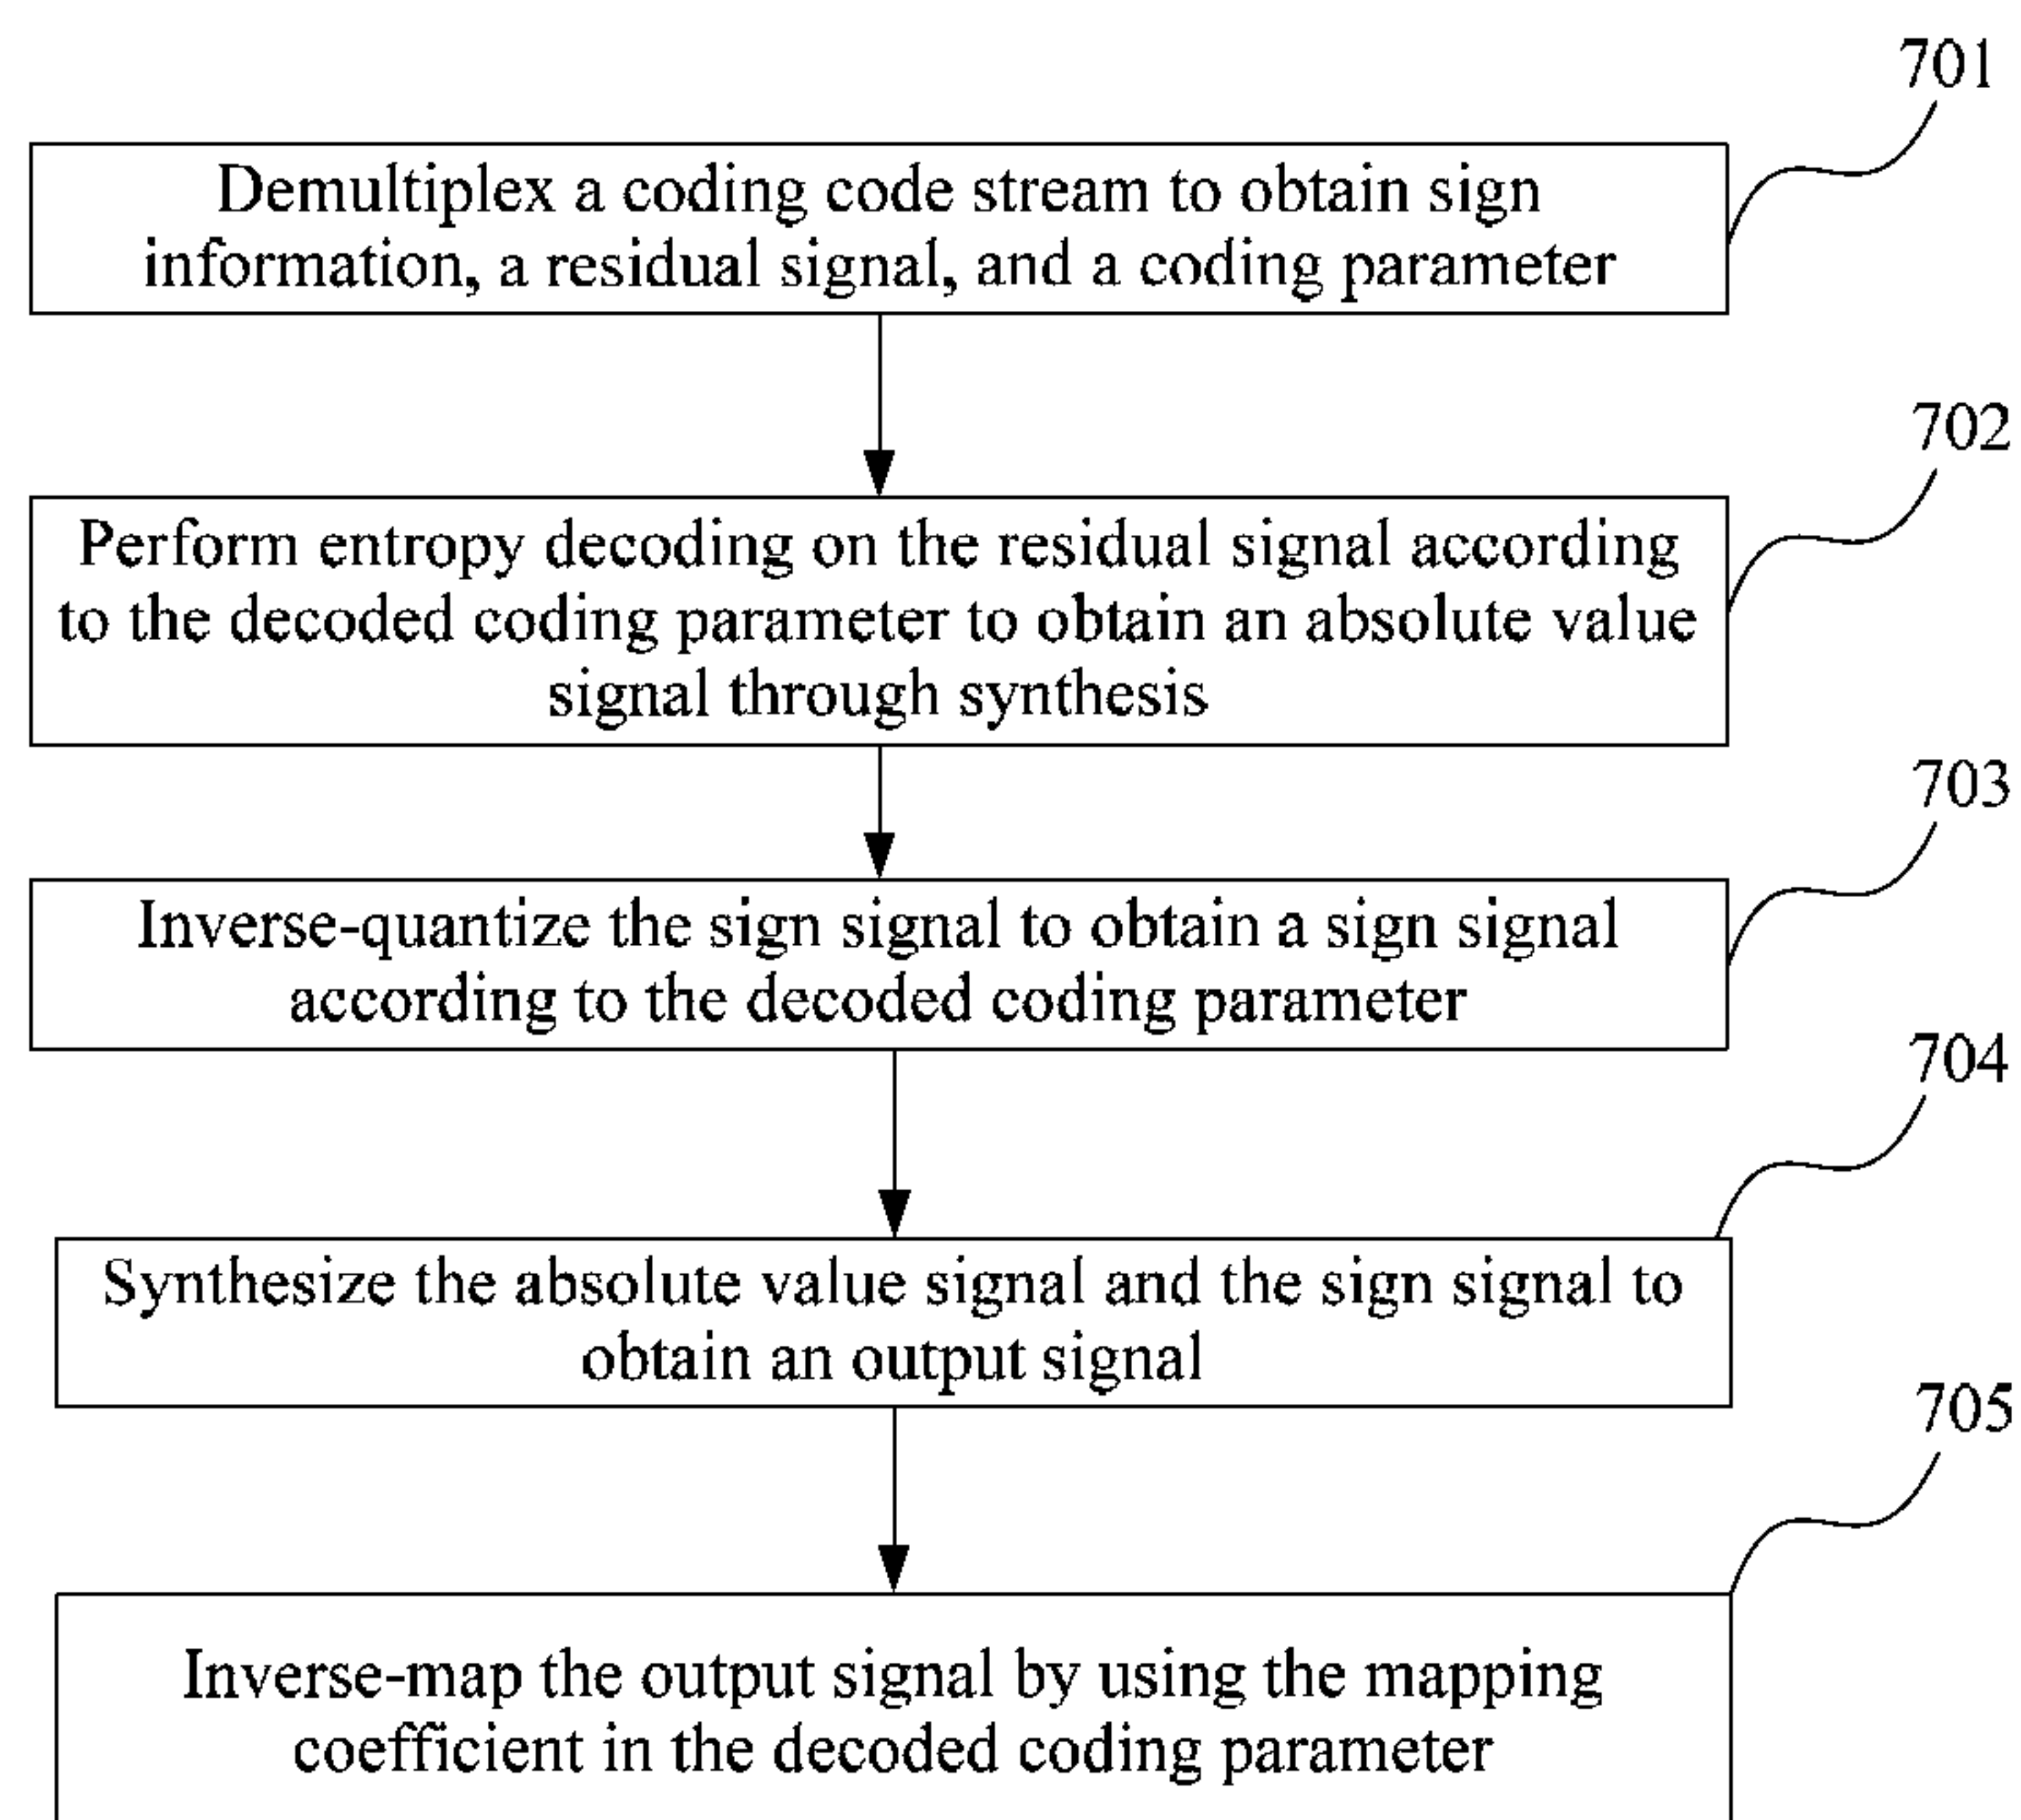 701
Demultiplex a coding code stream to obtain sign
information, a residual signal, and a coding parameter
702
Perform entropy decoding on the residual signal according
to the decoded coding parameter to obtain an absolute value
signal through synthesis
703
Inverse-quantize the sign signal to obtain a sign signal
according to the decoded coding parameter
704
Synthesize the absolute value signal and the sign signal to
obtain an output signal
705
Inverse-map the output signal by using the mapping
coefficient in the decoded coding parameter